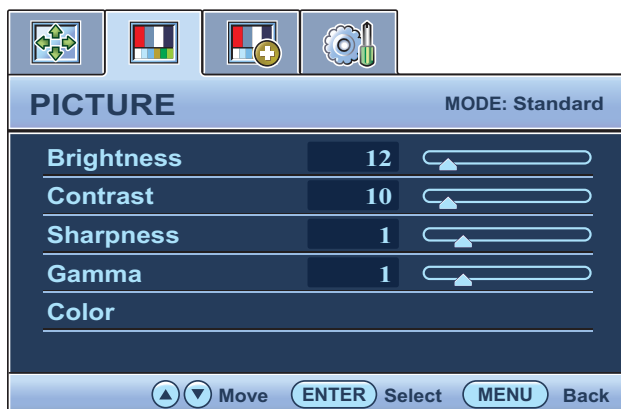 PICTURE MODE: Standard
Brightness 12
Contrast 10
Sharpness 1
Gamma 1
Color
Move ENTER Select MENU Back